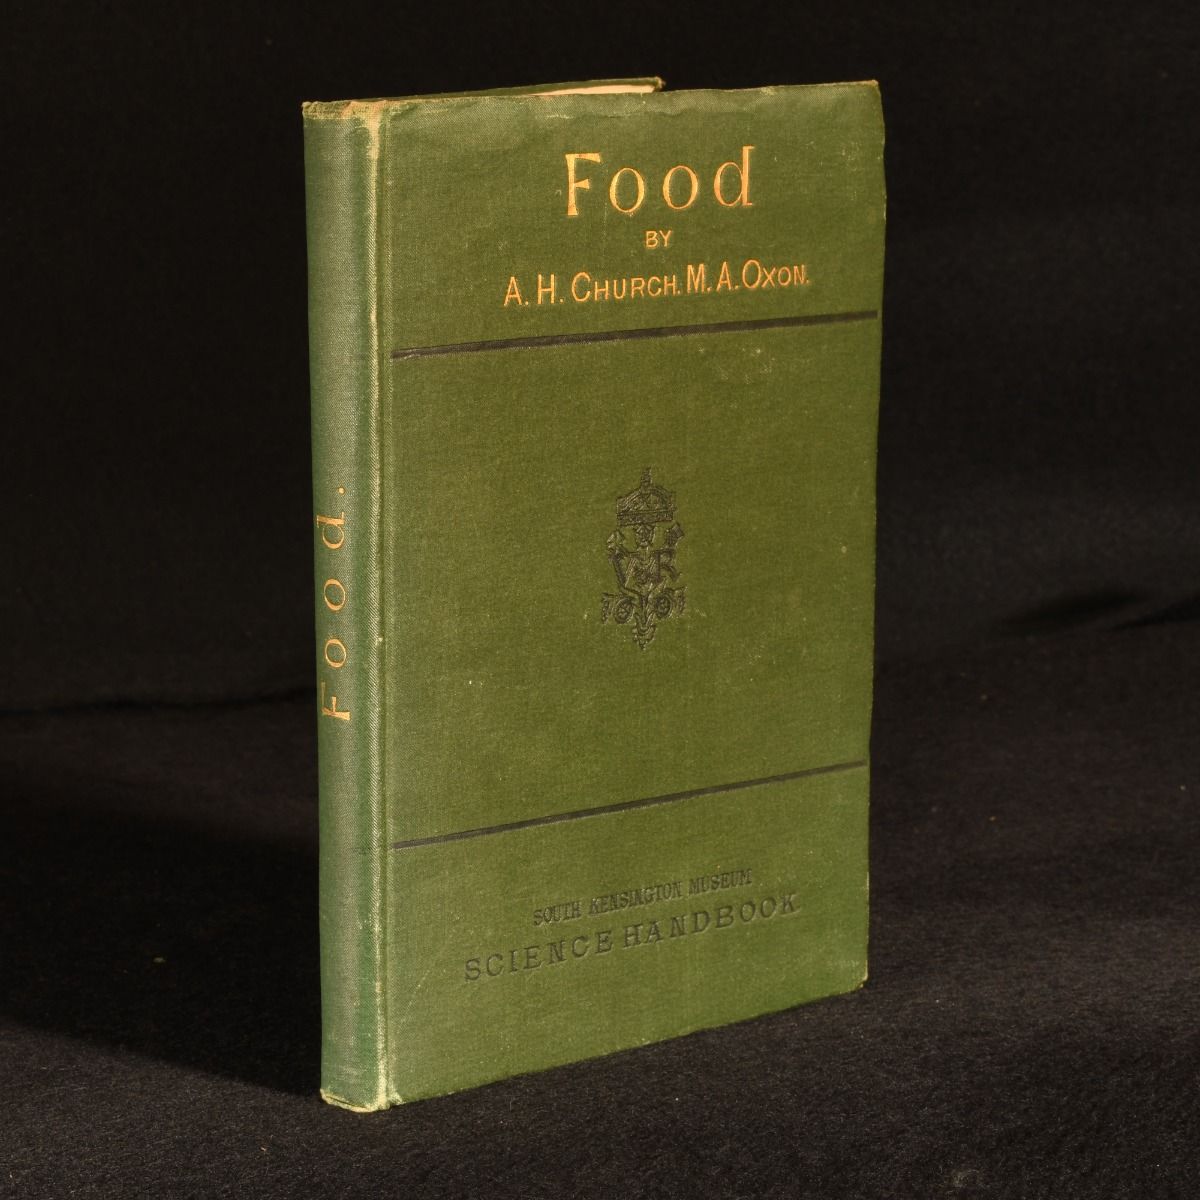 Food
BY
A. H. CHURCH. M. A. OXON.
V R
SOUTH KENSINGTON MUSEUM
SCIENCE HANDBOOK
Food.